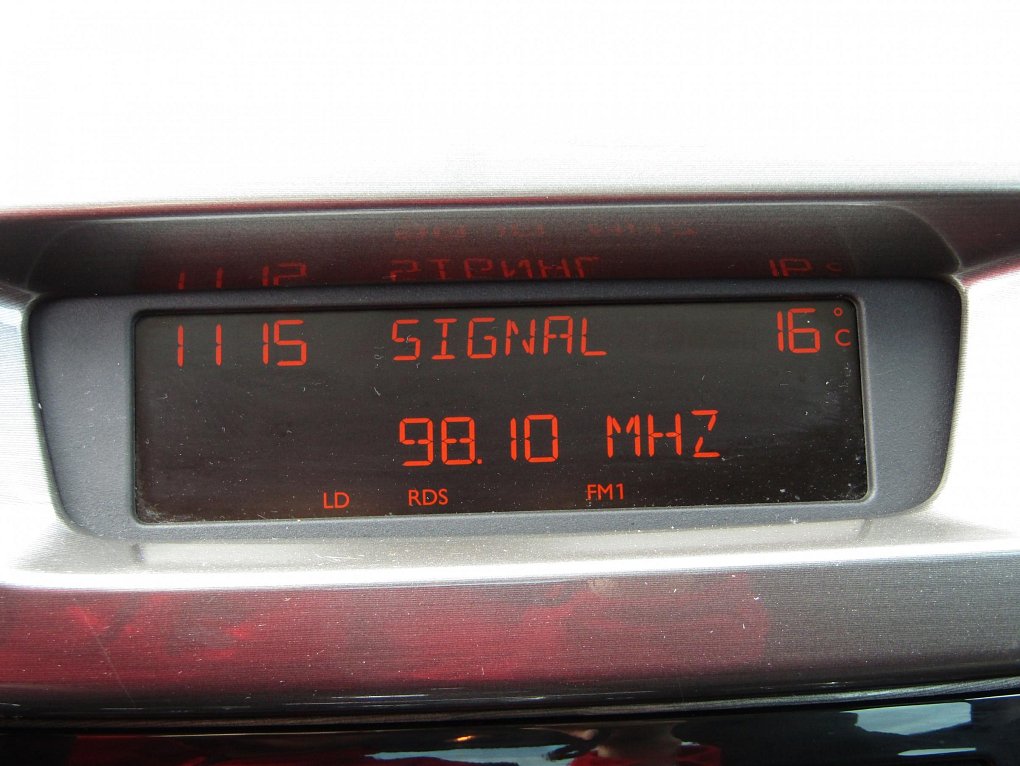 11 15 SIGNAL 16°C
98.10 MHZ
LD RDS FM1